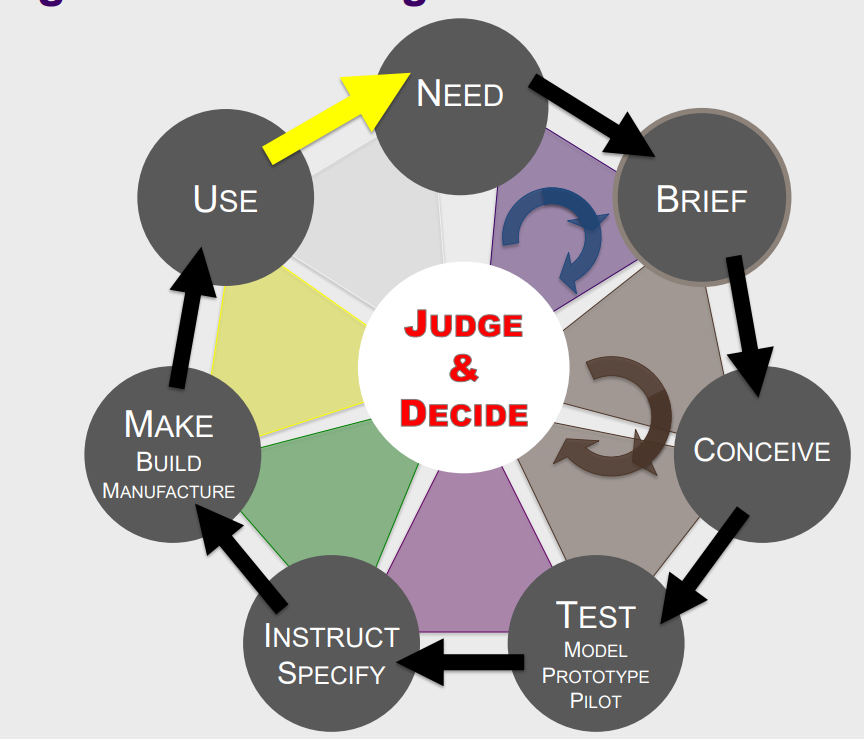 NEED
BRIEF
CONCEIVE
TEST
MODEL
PROTOTYPE
PILOT
INSTRUCT
SPECIFY
MAKE
BUILD
MANUFACTURE
USE
JUDGE
&
DECIDE